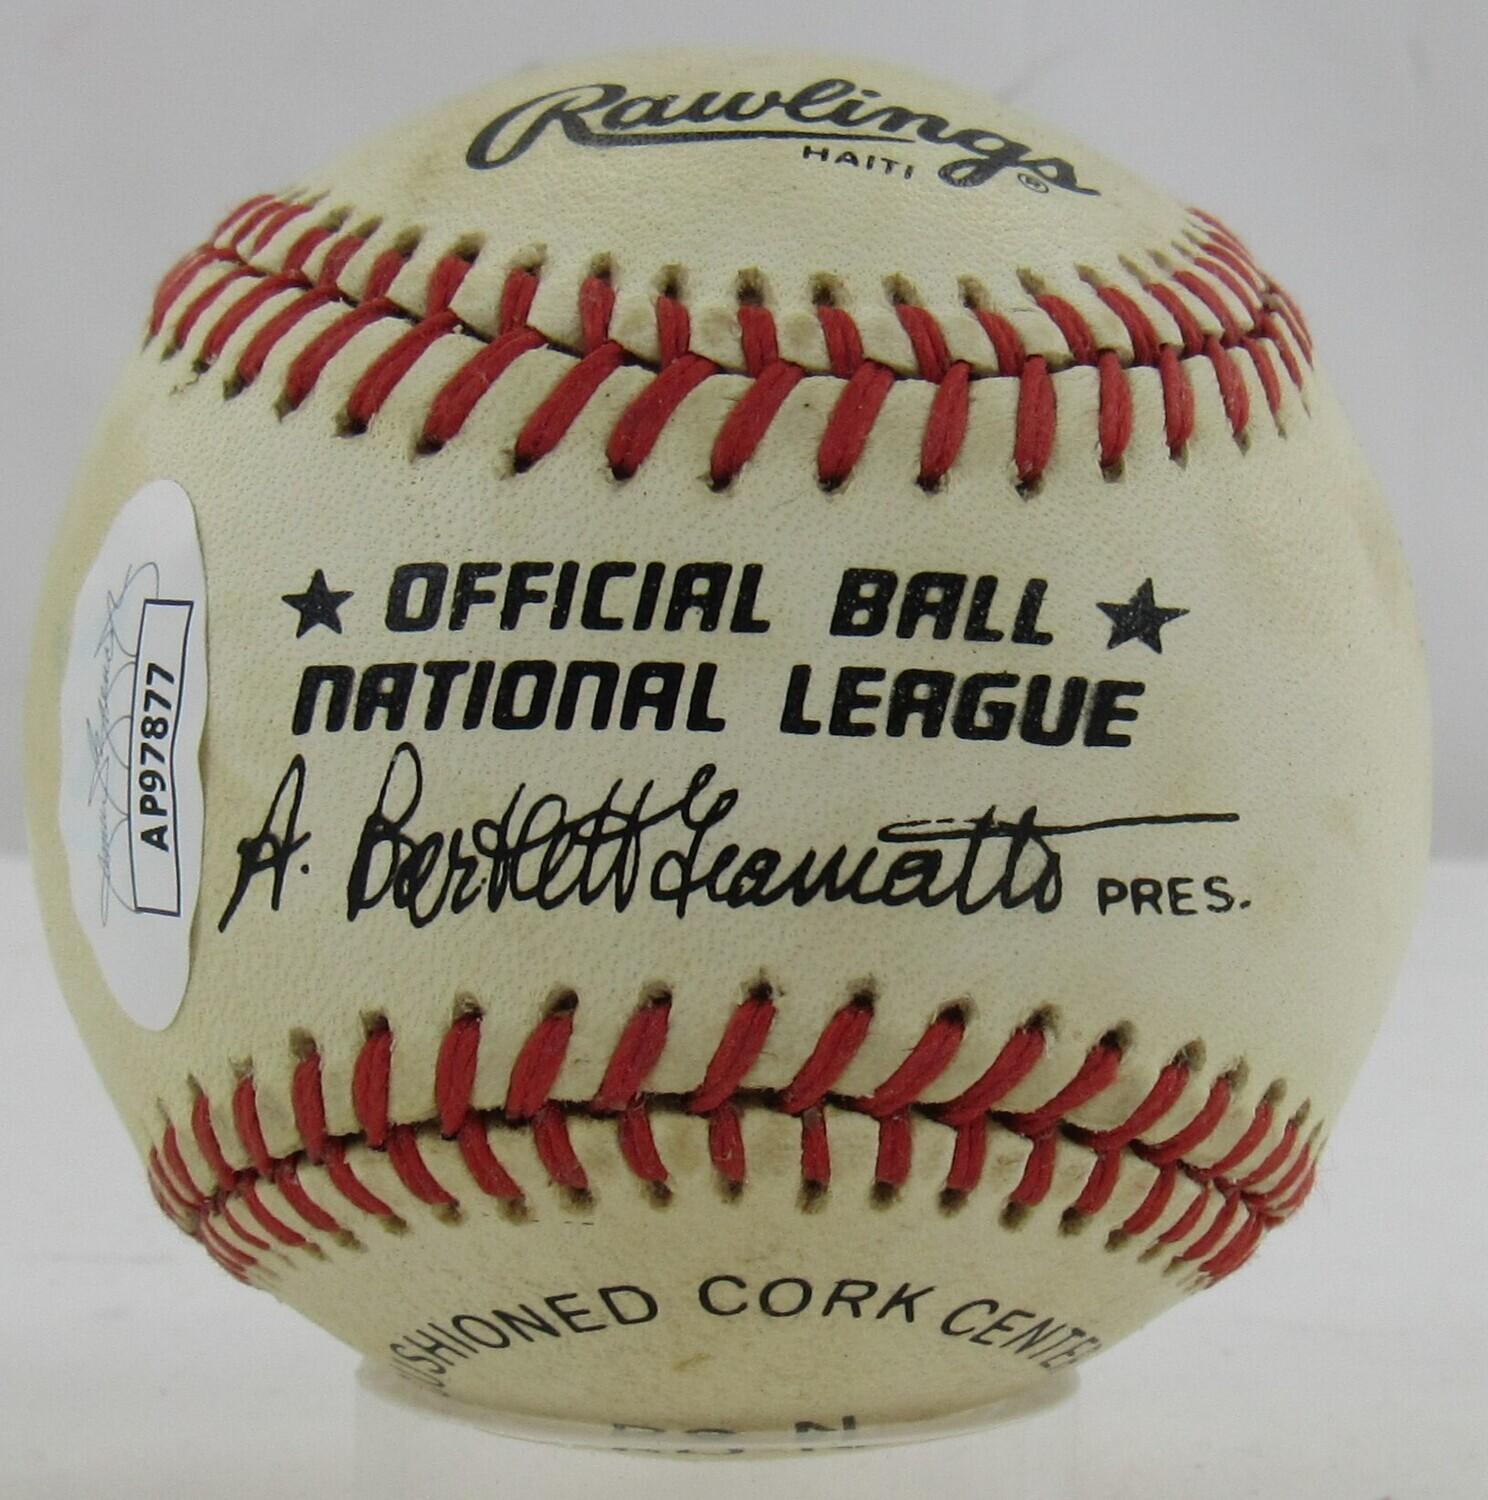 Rawlings
HAITI ®
★ OFFICIAL BALL ★
NATIONAL LEAGUE
A. Bartlett Giamatti PRES.
AP97877
CUSHIONED CORK CENTER